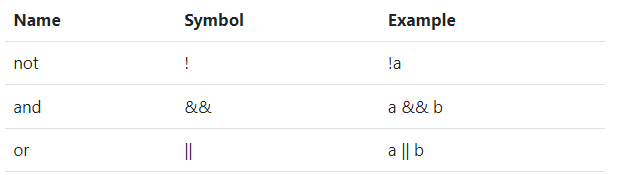 Name Symbol Example
not ! !a
and && a && b
or || a || b